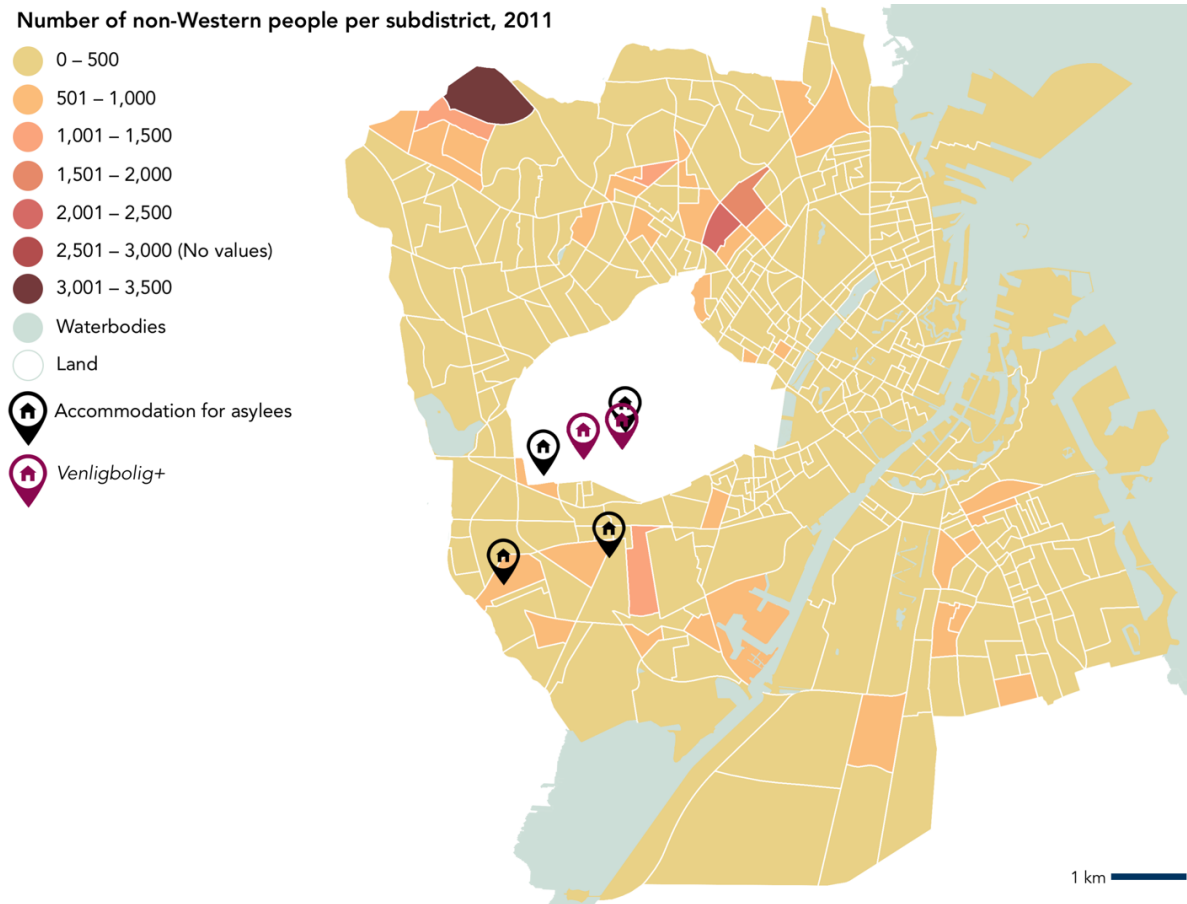 Number of non-Western people per subdistrict, 2011
0 – 500
501 – 1,000
1,001 – 1,500
1,501 – 2,000
2,001 – 2,500
2,501 – 3,000 (No values)
3,001 – 3,500
Waterbodies
Land
Accommodation for asylees
Venligbolig+
1 km